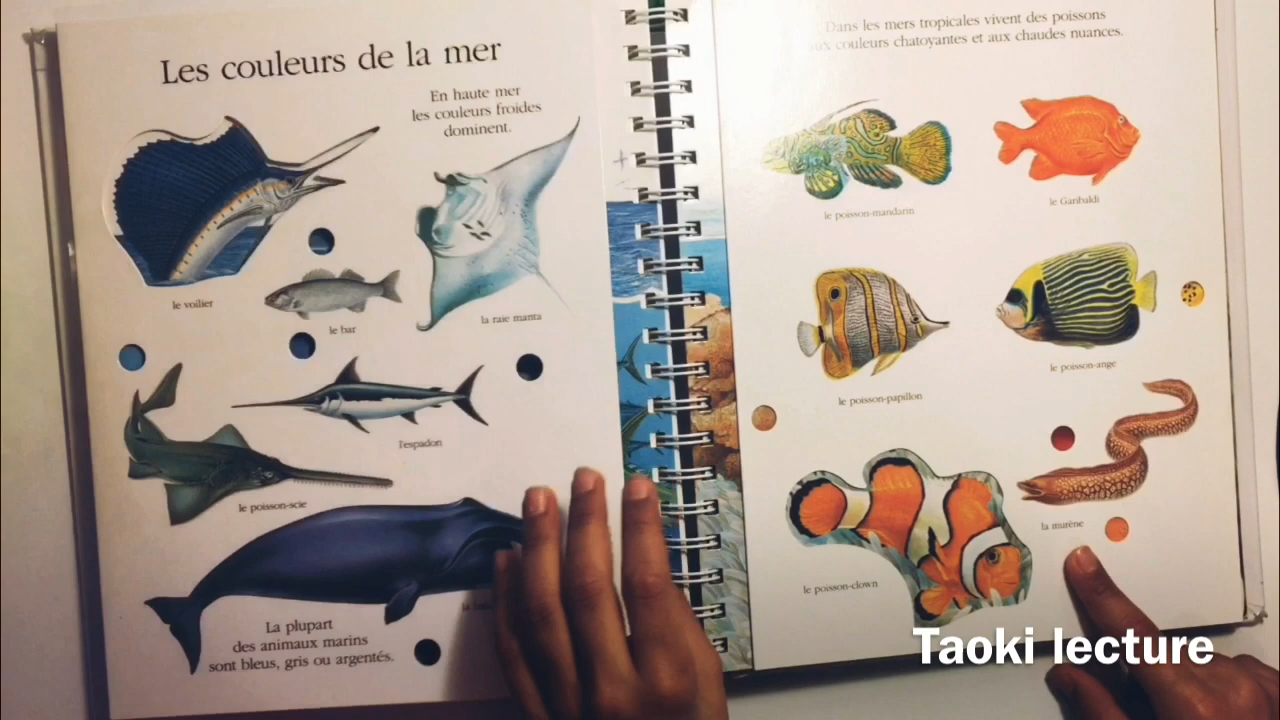 Les couleurs de la mer
En haute mer
les couleurs froides
dominent.
le voilier
le bar
la raie manta
l'espadon
le poisson-scie
La plupart
des animaux marins
sont bleus, gris ou argentés.
Dans les mers tropicales vivent des poissons
aux couleurs chatoyantes et aux chaudes nuances.
le poisson-mandarin
le Garibaldi
le poisson-papillon
le poisson-ange
la murène
le poisson-clown
Taoki lecture